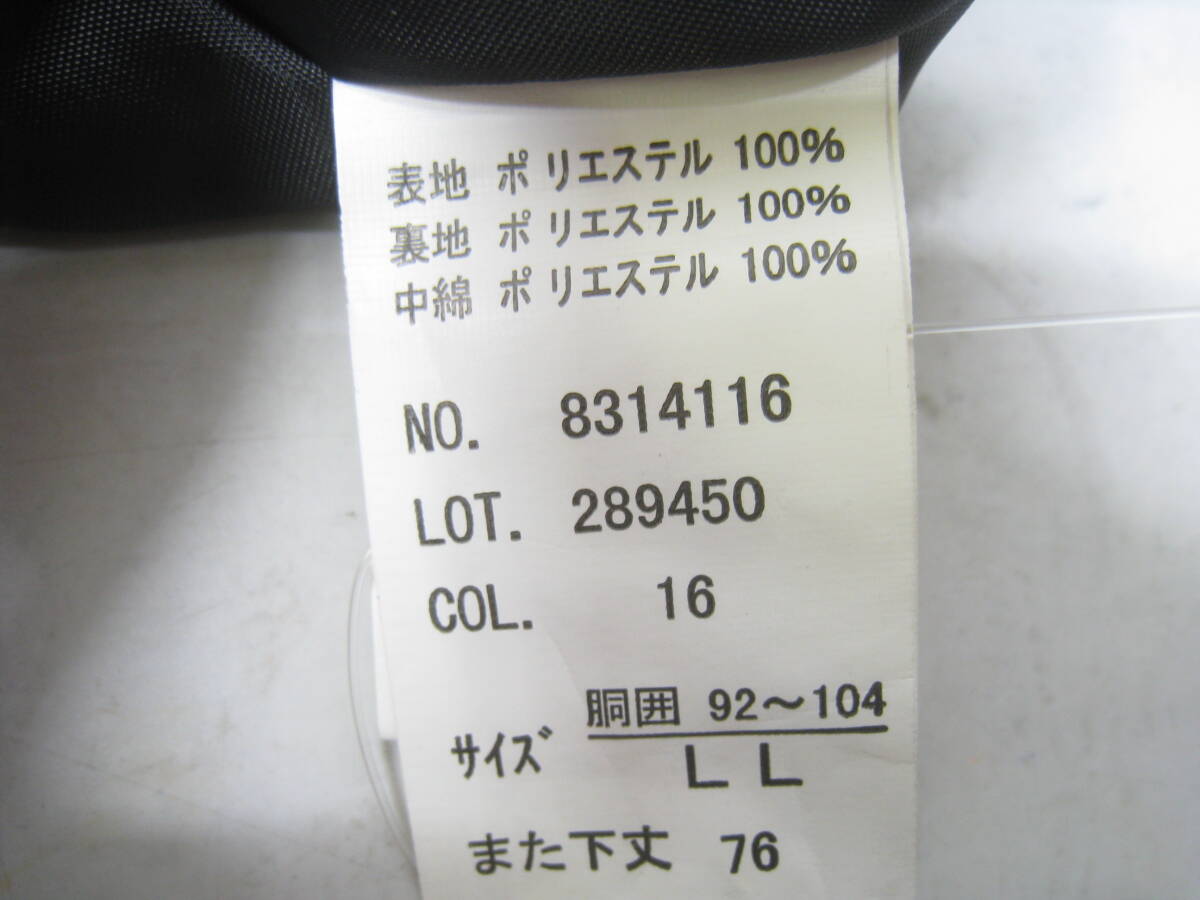 表地 ポリエステル 100%
裏地 ポリエステル 100%
中綿 ポリエステル 100%
NO. 8314116
LOT. 289450
COL. 16
サイズ 胴囲 92～104
LL
また下丈 76